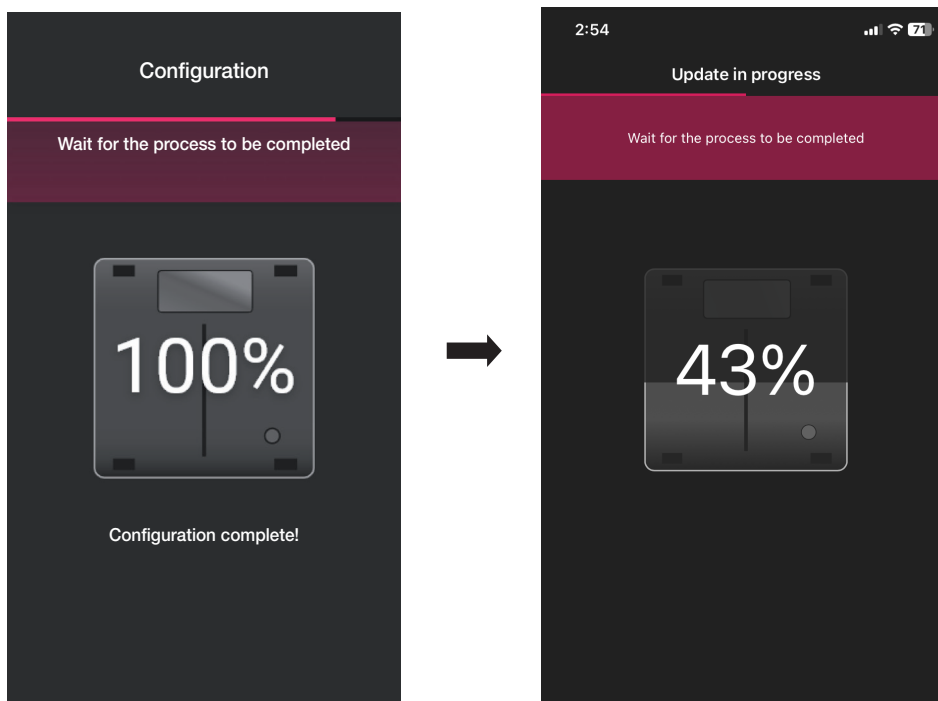 Configuration
Wait for the process to be completed
100%
Configuration complete!
2:54
71
Update in progress
Wait for the process to be completed
43%